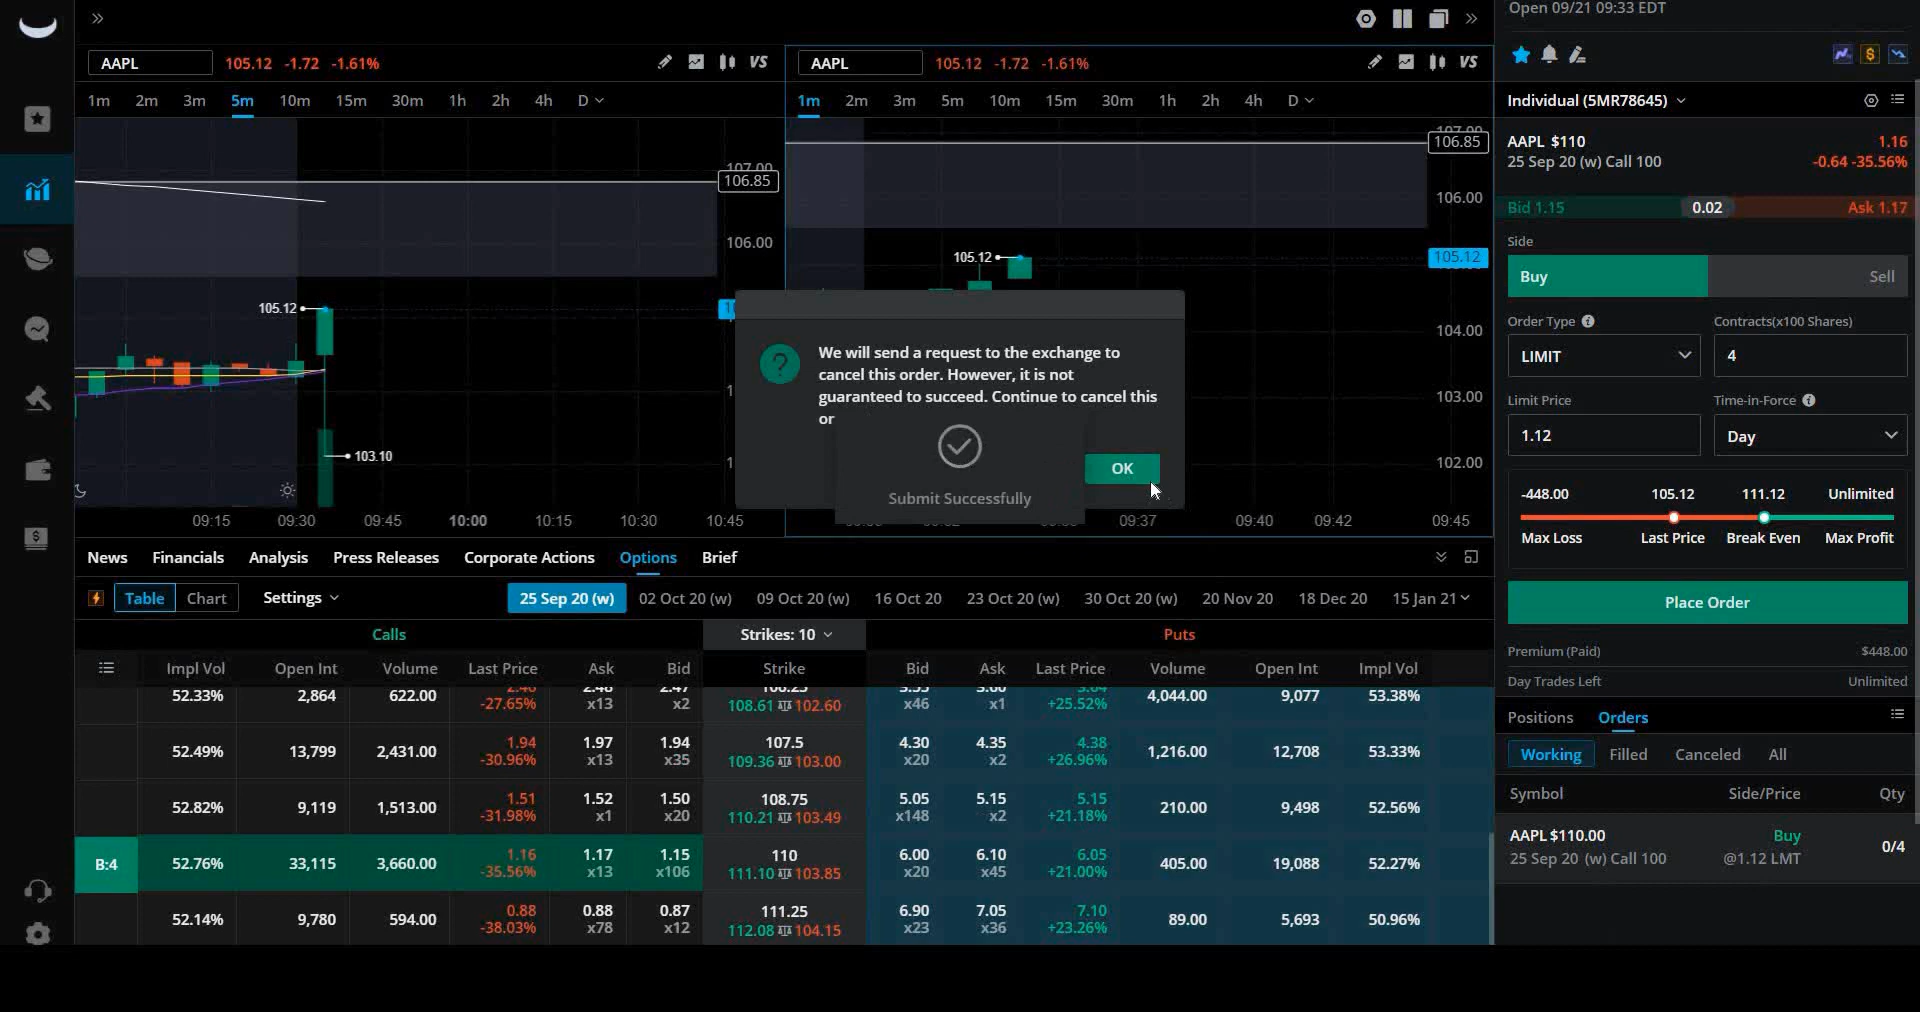 Open 09/21 09:33 EDT
AAPL 105.12 -1.72 -1.61% VS
AAPL 105.12 -1.72 -1.61% VS
1m 2m 3m 5m 10m 15m 30m 1h 2h 4h D
1m 2m 3m 5m 10m 15m 30m 1h 2h 4h D
107.00
106.85
106.00
105.12
103.10
09:15 09:30 09:45 10:00 10:15 10:30 10:45
107.00
106.85
106.00
105.12
105.12
104.00
103.00
102.00
09:37 09:40 09:42 09:45
We will send a request to the exchange to
cancel this order. However, it is not
guaranteed to succeed. Continue to cancel this
or
OK
Submit Successfully
News Financials Analysis Press Releases Corporate Actions Options Brief
Table Chart Settings 25 Sep 20 (w) 02 Oct 20 (w) 09 Oct 20 (w) 16 Oct 20 23 Oct 20 (w) 30 Oct 20 (w) 20 Nov 20 18 Dec 20 15 Jan 21
Calls Strikes: 10 Puts
Impl Vol Open Int Volume Last Price Ask Bid Strike Bid Ask Last Price Volume Open Int Impl Vol
52.33% 2,864 622.00 4,044.00 9,077 53.38%
-27.65% x13 x2 108.61 102.60 x46 x1 +25.52%
52.49% 13,799 2,431.00 1.94 1.97 1.94 107.5 4.30 4.35 4.38 1,216.00 12,708 53.33%
-30.96% x13 x35 109.36 103.00 x20 x2 +26.96%
52.82% 9,119 1,513.00 1.51 1.52 1.50 108.75 5.05 5.15 5.15 210.00 9,498 52.56%
-31.98% x1 x20 110.21 103.49 x148 x2 +21.18%
B:4 52.76% 33,115 3,660.00 1.16 1.17 1.15 110 6.00 6.10 6.05 405.00 19,088 52.27%
-35.56% x13 x106 111.10 103.85 x20 x45 +21.00%
52.14% 9,780 594.00 0.88 0.88 0.87 111.25 6.90 7.05 7.10 89.00 5,693 50.96%
-38.03% x78 x12 112.08 104.15 x23 x36 +23.26%
Individual (5MR78645)
AAPL $110 1.16
25 Sep 20 (w) Call 100 -0.64 -35.56%
Bid 1.15 0.02 Ask 1.17
Side
Buy Sell
Order Type Contracts(x100 Shares)
LIMIT 4
Limit Price Time-in-Force
1.12 Day
-448.00 105.12 111.12 Unlimited
Max Loss Last Price Break Even Max Profit
Place Order
Premium (Paid) $448.00
Day Trades Left Unlimited
Positions Orders
Working Filled Canceled All
Symbol Side/Price Qty
AAPL $110.00 Buy 0/4
25 Sep 20 (w) Call 100 @1.12 LMT